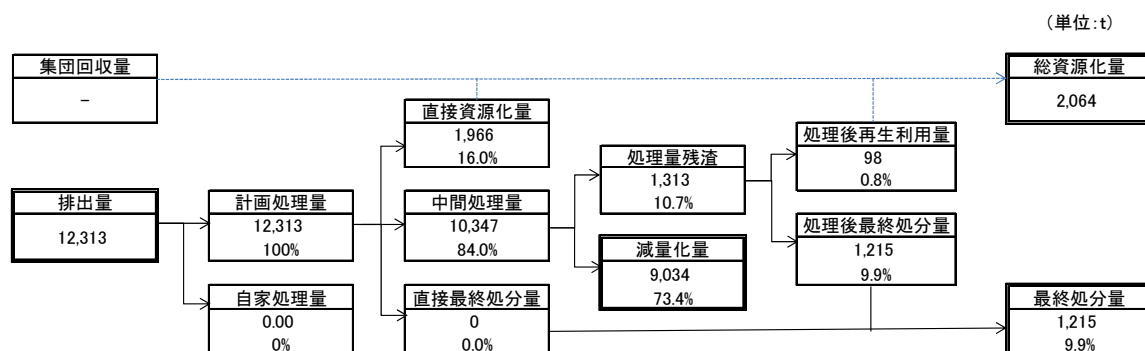 （単位:t）
集団回収量
－
総資源化量
2,064
直接資源化量
1,966
16.0%
処理後再生利用量
98
0.8%
処理量残渣
1,313
10.7%
排出量
12,313
計画処理量
12,313
100%
中間処理量
10,347
84.0%
処理後最終処分量
1,215
9.9%
減量化量
9,034
73.4%
自家処理量
0.00
0%
直接最終処分量
0
0.0%
最終処分量
1,215
9.9%